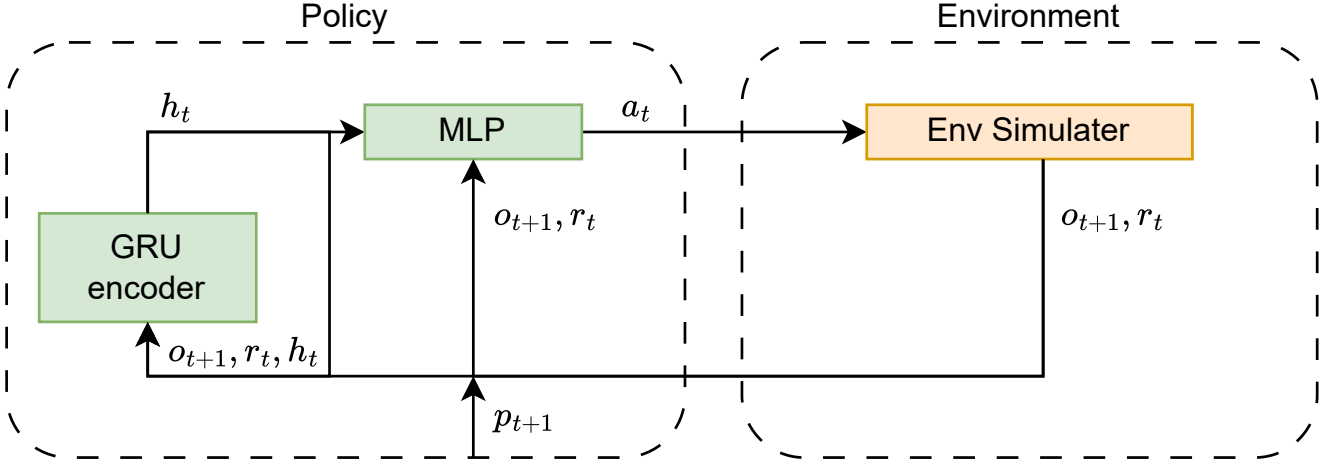 Policy
Environment
h_t
MLP
a_t
Env Simulater
o_{t+1}, r_t
o_{t+1}, r_t
GRU
encoder
o_{t+1}, r_t, h_t
p_{t+1}